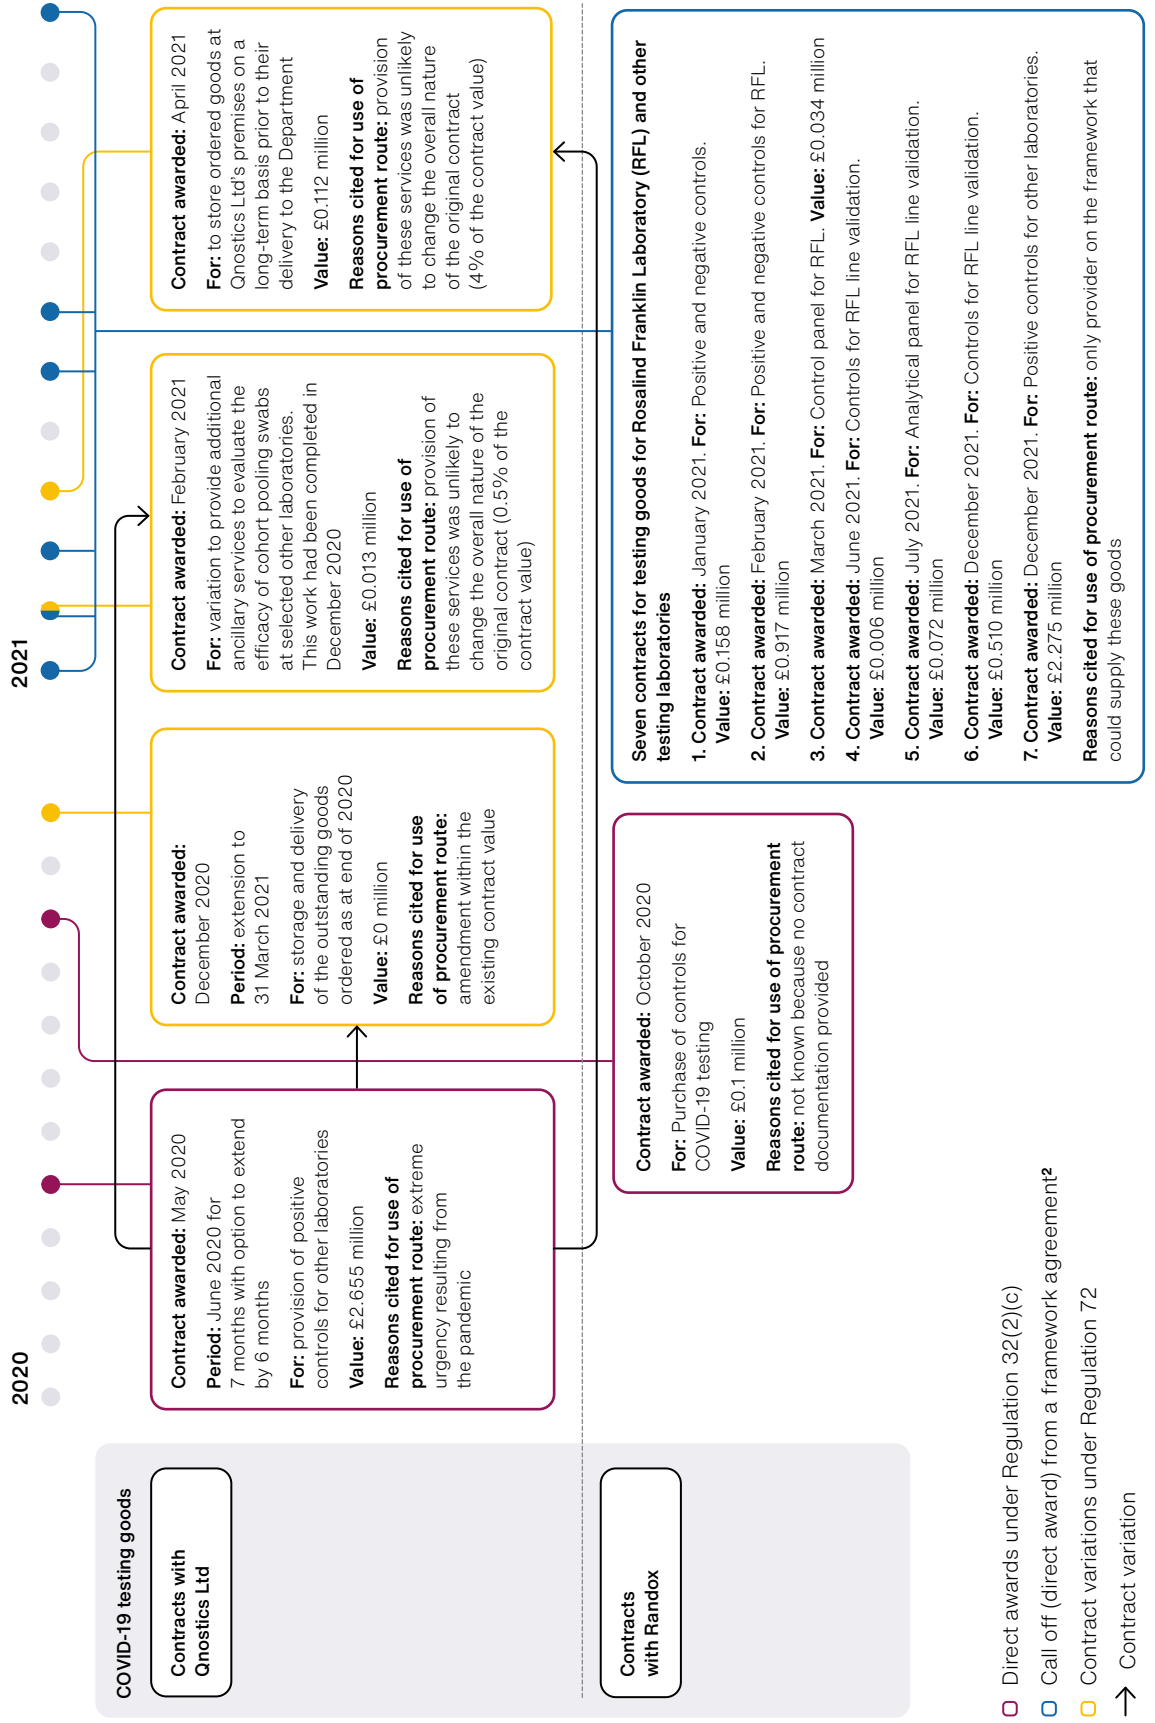 2020
2021
COVID-19 testing goods
Contracts with
Qnostics Ltd
Contract awarded: May 2020
Period: June 2020 for
7 months with option to extend
by 6 months
For: provision of positive
controls for other laboratories
Value: £2.655 million
Reasons cited for use of
procurement route: extreme
urgency resulting from
the pandemic
Contract awarded:
December 2020
Period: extension to
31 March 2021
For: storage and delivery
of the outstanding goods
ordered as at end of 2020
Value: £0 million
Reasons cited for use
of procurement route:
amendment within the
existing contract value
Contract awarded: February 2021
For: variation to provide additional
ancillary services to evaluate the
efficacy of cohort pooling swabs
at selected other laboratories.
This work had been completed in
December 2020
Value: £0.013 million
Reasons cited for use of
procurement route: provision of
these services was unlikely to
change the overall nature of the
original contract (0.5% of the
contract value)
Contract awarded: April 2021
For: to store ordered goods at
Qnostics Ltd's premises on a
long-term basis prior to their
delivery to the Department
Value: £0.112 million
Reasons cited for use of
procurement route: provision
of these services was unlikely
to change the overall nature
of the original contract
(4% of the contract value)
Contracts
with Randox
Contract awarded: October 2020
For: Purchase of controls for
COVID-19 testing
Value: £0.1 million
Reasons cited for use of procurement
route: not known because no contract
documentation provided
Seven contracts for testing goods for Rosalind Franklin Laboratory (RFL) and other
testing laboratories
1. Contract awarded: January 2021. For: Positive and negative controls.
Value: £0.158 million
2. Contract awarded: February 2021. For: Positive and negative controls for RFL.
Value: £0.917 million
3. Contract awarded: March 2021. For: Control panel for RFL. Value: £0.034 million
4. Contract awarded: June 2021. For: Controls for RFL line validation.
Value: £0.006 million
5. Contract awarded: July 2021. For: Analytical panel for RFL line validation.
Value: £0.072 million
6. Contract awarded: December 2021. For: Controls for RFL line validation.
Value: £0.510 million
7. Contract awarded: December 2021. For: Positive controls for other laboratories.
Value: £2.275 million
Reasons cited for use of procurement route: only provider on the framework that
could supply these goods
Direct awards under Regulation 32(2)(c)
Call off (direct award) from a framework agreement²
Contract variations under Regulation 72
Contract variation